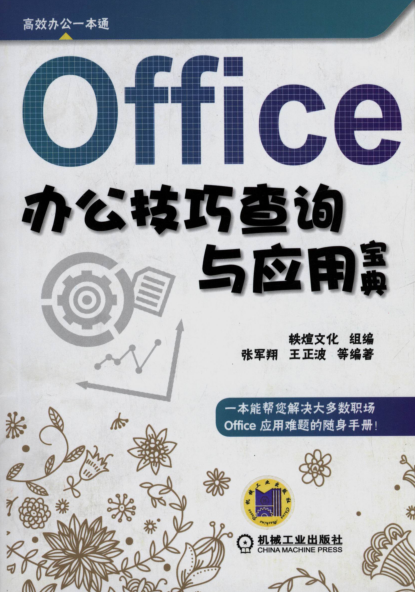 高效办公一本通
Office
办公技巧查询
与应用宝典
轶煊文化 组编
张军翔 王正波 等编著
一本能帮您解决大多数职场
Office 应用难题的随身手册!
机械工业出版社
CHINA MACHINE PRESS